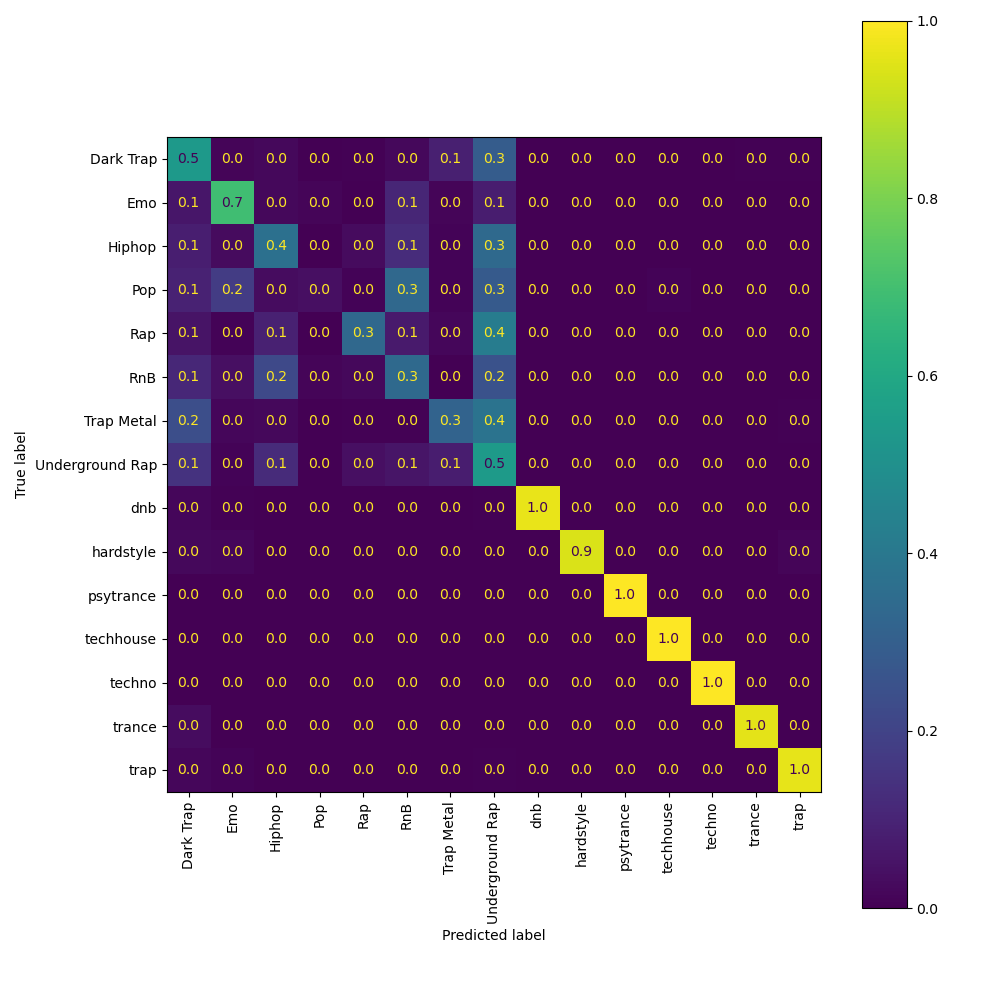 1.0
Dark Trap 0.5 0.0 0.0 0.0 0.0 0.0 0.1 0.3 0.0 0.0 0.0 0.0 0.0 0.0 0.0
0.8
Emo 0.1 0.7 0.0 0.0 0.0 0.1 0.0 0.1 0.0 0.0 0.0 0.0 0.0 0.0 0.0
Hiphop 0.1 0.0 0.4 0.0 0.0 0.1 0.0 0.3 0.0 0.0 0.0 0.0 0.0 0.0 0.0
Pop 0.1 0.2 0.0 0.0 0.0 0.3 0.0 0.3 0.0 0.0 0.0 0.0 0.0 0.0 0.0
Rap 0.1 0.0 0.1 0.0 0.3 0.1 0.0 0.4 0.0 0.0 0.0 0.0 0.0 0.0 0.0
RnB 0.1 0.0 0.2 0.0 0.0 0.3 0.0 0.2 0.0 0.0 0.0 0.0 0.0 0.0 0.0
0.6
Trap Metal 0.2 0.0 0.0 0.0 0.0 0.0 0.3 0.4 0.0 0.0 0.0 0.0 0.0 0.0 0.0
True label
Underground Rap 0.1 0.0 0.1 0.0 0.0 0.1 0.1 0.5 0.0 0.0 0.0 0.0 0.0 0.0 0.0
dnb 0.0 0.0 0.0 0.0 0.0 0.0 0.0 0.0 1.0 0.0 0.0 0.0 0.0 0.0 0.0
hardstyle 0.0 0.0 0.0 0.0 0.0 0.0 0.0 0.0 0.0 0.9 0.0 0.0 0.0 0.0 0.0
0.4
psytrance 0.0 0.0 0.0 0.0 0.0 0.0 0.0 0.0 0.0 0.0 1.0 0.0 0.0 0.0 0.0
techhouse 0.0 0.0 0.0 0.0 0.0 0.0 0.0 0.0 0.0 0.0 0.0 1.0 0.0 0.0 0.0
techno 0.0 0.0 0.0 0.0 0.0 0.0 0.0 0.0 0.0 0.0 0.0 0.0 1.0 0.0 0.0
trance 0.0 0.0 0.0 0.0 0.0 0.0 0.0 0.0 0.0 0.0 0.0 0.0 0.0 1.0 0.0
0.2
trap 0.0 0.0 0.0 0.0 0.0 0.0 0.0 0.0 0.0 0.0 0.0 0.0 0.0 0.0 1.0
Dark Trap
Emo
Hiphop
Pop
Rap
RnB
Trap Metal
Underground Rap
dnb
hardstyle
psytrance
techhouse
techno
trance
trap
0.0
Predicted label